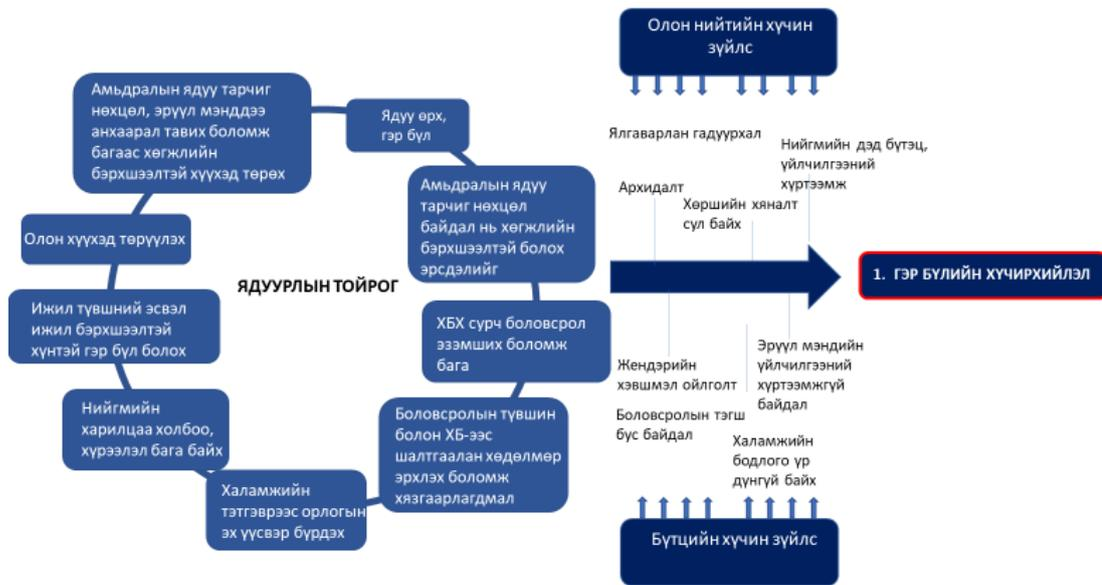 Амьдралын ядуу тарчиг
нөхцөл, эрүүл мэнддээ
анхаарал тавих боломж
багаас хөгжлийн
бэрхшээлтэй хүүхэд төрөх
Ядуу өрх,
гэр бүл
Амьдралын ядуу
тарчиг нөхцөл
байдал нь хөгжлийн
бэрхшээлтэй болох
эрсдэлийг
ХБХ сурч боловсрол
эзэмших боломж
бага
Боловсролын түвшин
болон ХБ-ээс
шалтгаалан хөдөлмөр
эрхлэх боломж
хязгаарлагдмал
Халамжийн
тэтгэврээс орлогын
эх үүсвэр бүрдэх
Нийгмийн
харилцаа холбоо,
хүрээлэл бага байх
Ижил түвшний эсвэл
ижил бэрхшээлтэй
хүнтэй гэр бүл болох
Олон хүүхэд төрүүлэх
ЯДУУРЛЫН ТОЙРОГ
Олон нийтийн хүчин
зүйлс
Ялгаварлан гадуурхал
Нийгмийн дэд бүтэц,
үйлчилгээний
хүртээмж
Архидалт
Хөршийн хяналт
сул байх
1. ГЭР БҮЛИЙН ХҮЧИРХИЙЛЭЛ
Жендэрийн
хэвшмэл ойлголт
Эрүүл мэндийн
үйлчилгээний
хүртээмжгүй
байдал
Боловсролын тэгш
бус байдал
Халамжийн
бодлого үр
дүнгүй байх
Бүтцийн хүчин зүйлс